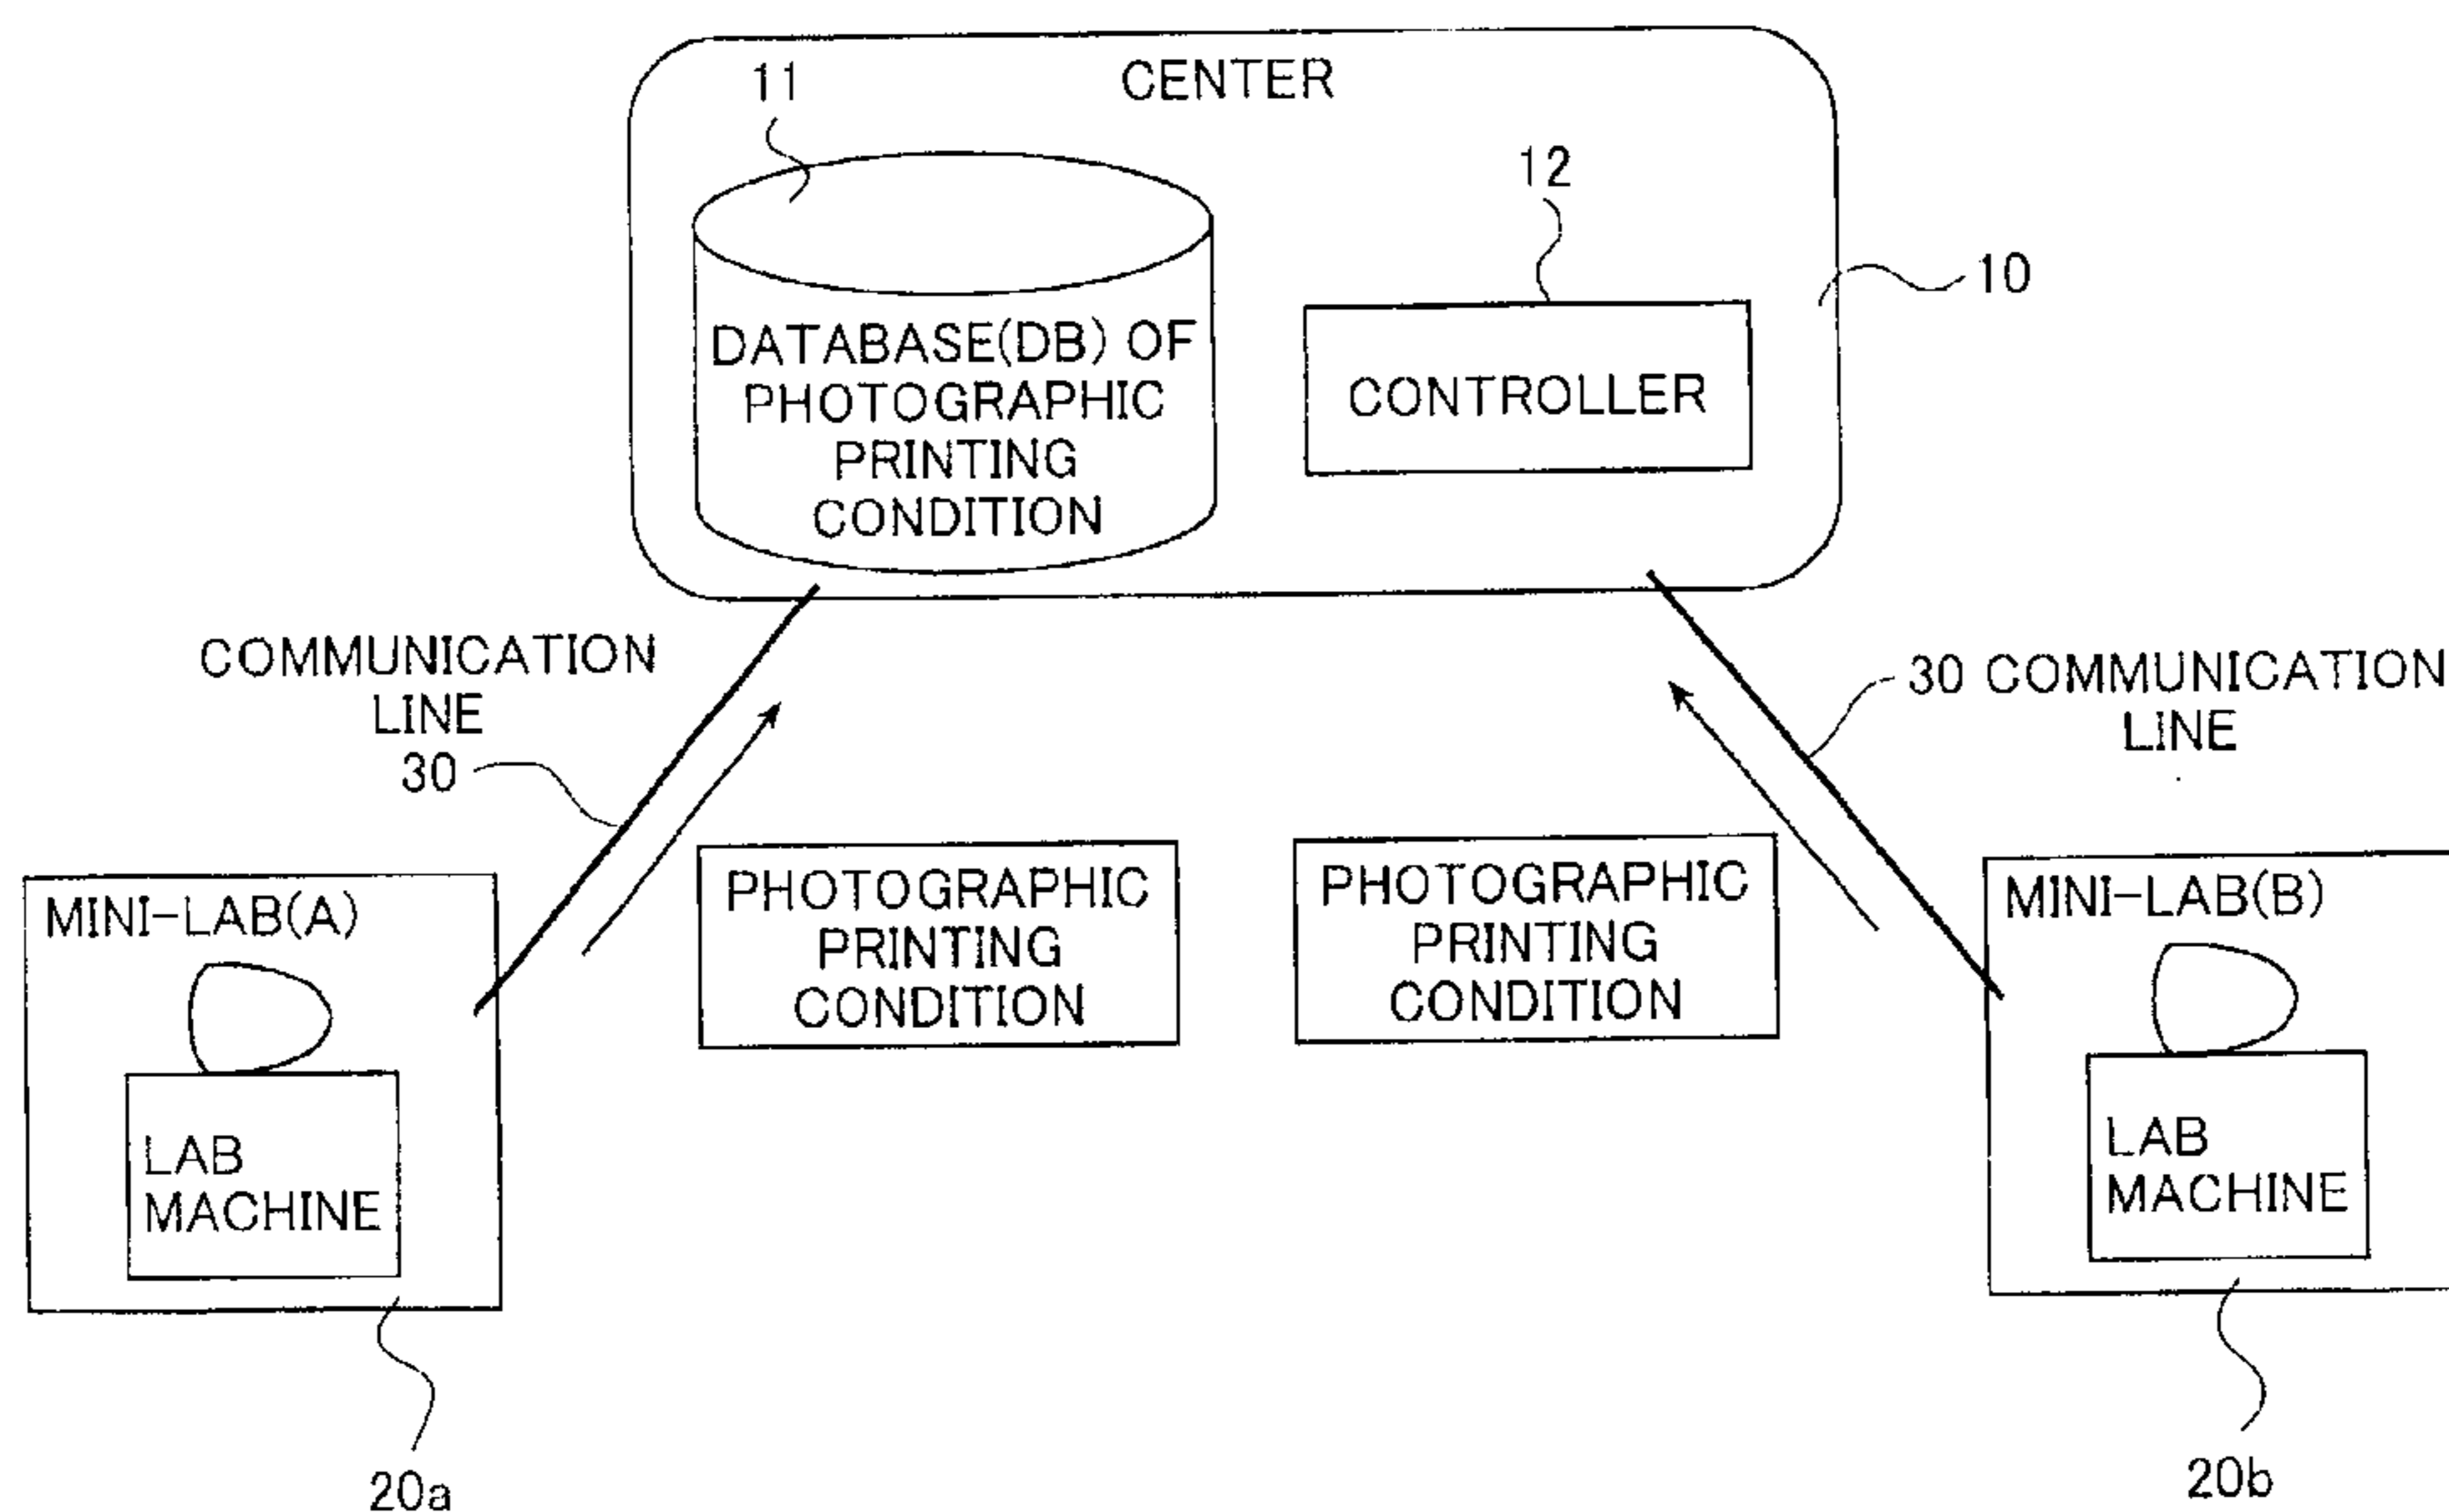 CENTER
11
12
10
DATABASE(DB) OF
PHOTOGRAPHIC
PRINTING
CONDITION
CONTROLLER
COMMUNICATION
LINE
30
30 COMMUNICATION
LINE
MINI-LAB(A)
LAB
MACHINE
20a
PHOTOGRAPHIC
PRINTING
CONDITION
PHOTOGRAPHIC
PRINTING
CONDITION
MINI-LAB(B)
LAB
MACHINE
20b